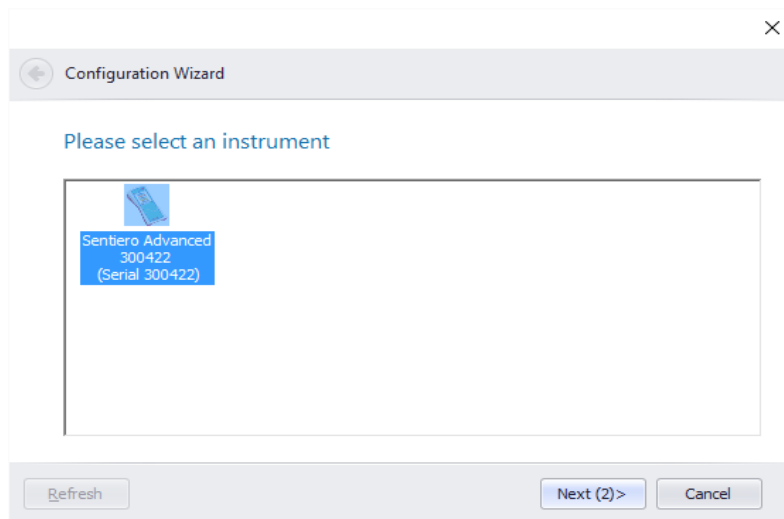 Configuration Wizard
Please select an instrument
Sentiero Advanced
300422
(Serial 300422)
Refresh
Next (2)>
Cancel